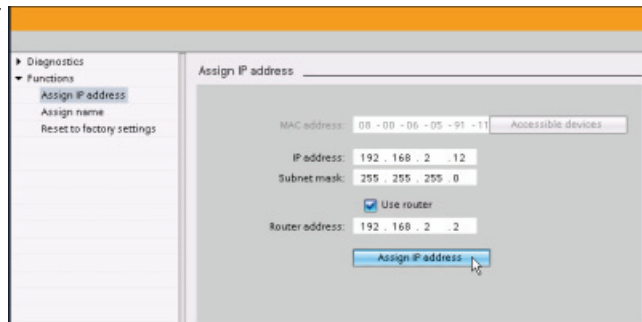 Diagnostics
Functions
Assign IP address
Assign name
Reset to factory settings
Assign IP address
MAC address: 08 - 00 - 06 - 05 - 91 - 11 Accessible devices
IP address: 192 . 168 . 2 . 12
Subnet mask: 255 . 255 . 255 . 0
Use router
Router address: 192 . 168 . 2 . 2
Assign IP address